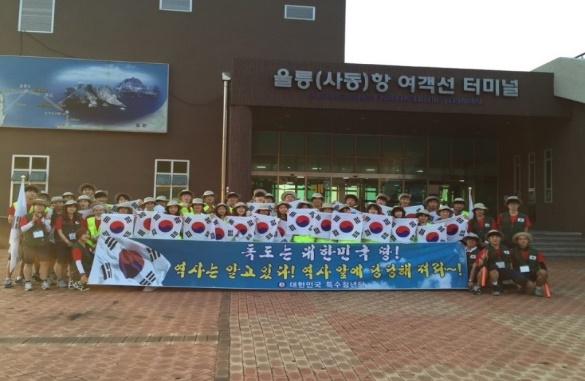 울릉(사동)항 여객선 터미널
독도는 대한민국 땅!
역사는 알고 있다! 역사 앞에 당당해 져라~!
대한민국 특수청년단